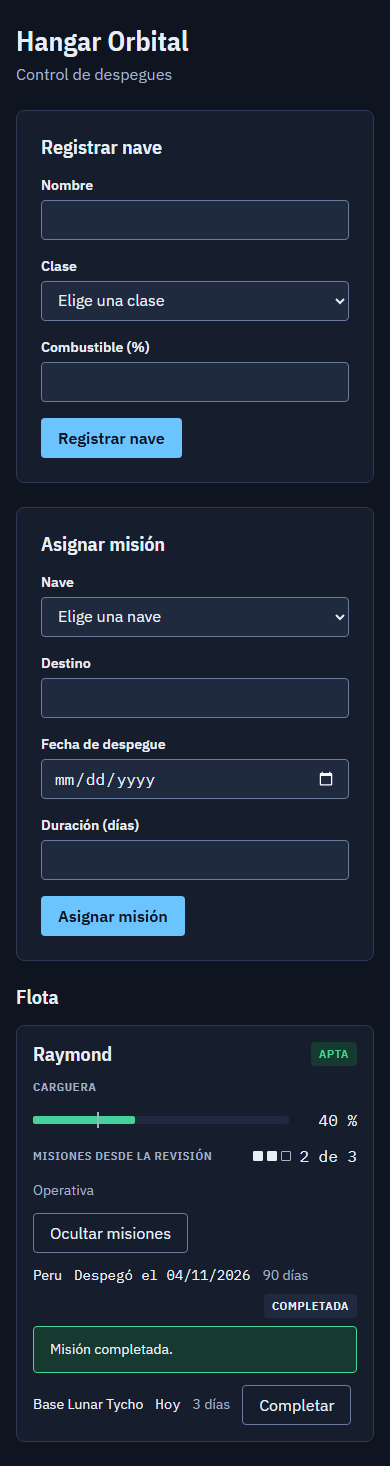 Hangar Orbital
Control de despegues
Registrar nave
Nombre
Clase
Elige una clase
Combustible (%)
Registrar nave
Asignar misión
Nave
Elige una nave
Destino
Fecha de despegue
mm/dd/yyyy
Duración (días)
Asignar misión
Flota
Raymond APTA
CARGUERA
40 %
MISIONES DESDE LA REVISIÓN 2 de 3
Operativa
Ocultar misiones
Peru Despegó el 04/11/2026 90 días
COMPLETADA
Misión completada.
Base Lunar Tycho Hoy 3 días Completar